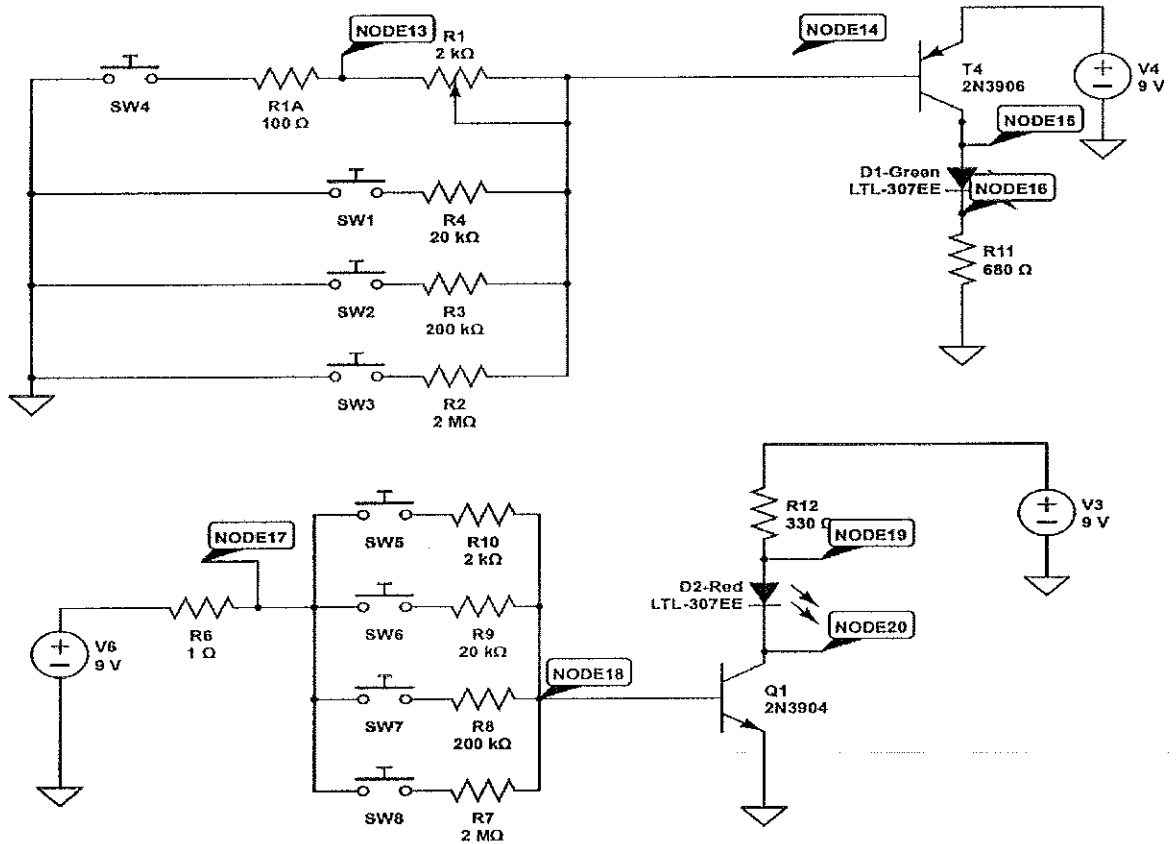 NODE13
R1
2 kΩ
NODE14
SW4
R1A
100 Ω
T4
2N3906
V4
9 V
NODE15
D1-Green
LTL-307EE
NODE16
SW1
R4
20 kΩ
R11
680 Ω
SW2
R3
200 kΩ
SW3
R2
2 MΩ
NODE17
SW5
R10
2 kΩ
R12
330 Ω
NODE19
V3
9 V
D2-Red
LTL-307EE
R6
1 Ω
SW6
R9
20 kΩ
NODE20
V6
9 V
NODE18
SW7
R8
200 kΩ
Q1
2N3904
SW8
R7
2 MΩ